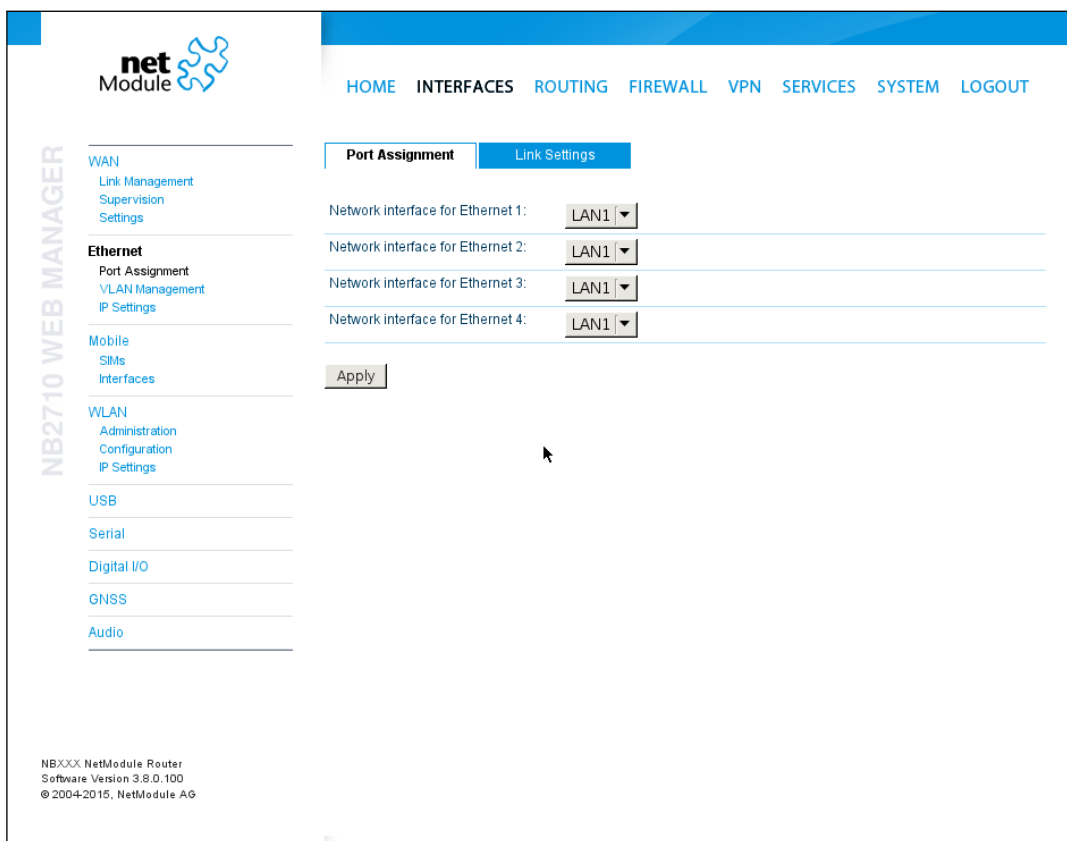 net
Module
HOME INTERFACES ROUTING FIREWALL VPN SERVICES SYSTEM LOGOUT
NB2710 WEB MANAGER
WAN
Link Management
Supervision
Settings
Ethernet
Port Assignment
VLAN Management
IP Settings
Mobile
SIMs
Interfaces
WLAN
Administration
Configuration
IP Settings
USB
Serial
Digital I/O
GNSS
Audio
Port Assignment Link Settings
Network interface for Ethernet 1: LAN1
Network interface for Ethernet 2: LAN1
Network interface for Ethernet 3: LAN1
Network interface for Ethernet 4: LAN1
Apply
NBXXX NetModule Router
Software Version 3.8.0.100
© 2004-2015, NetModule AG